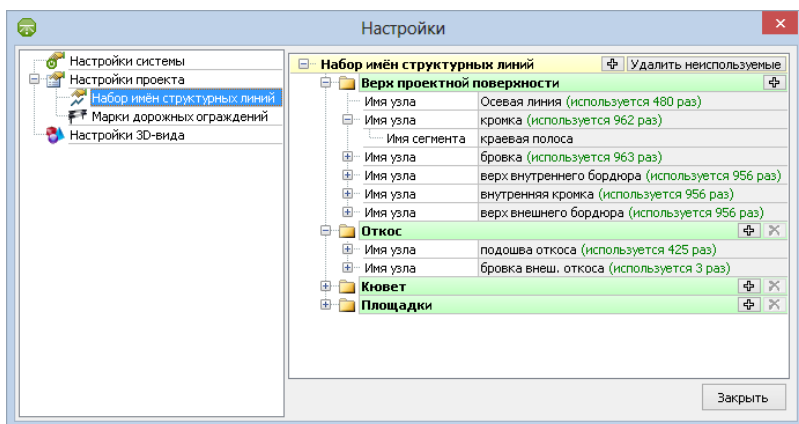 Настройки
Настройки системы
Настройки проекта
Набор имён структурных линий
Марки дорожных ограждений
Настройки 3D-вида
Набор имён структурных линий Удалить неиспользуемые
Верх проектной поверхности
Имя узла Осевая линия (используется 480 раз)
Имя узла кромка (используется 962 раз)
Имя сегмента краевая полоса
Имя узла бровка (используется 963 раз)
Имя узла верх внутреннего бордюра (используется 956 раз)
Имя узла внутренняя кромка (используется 956 раз)
Имя узла верх внешнего бордюра (используется 956 раз)
Откос
Имя узла подошва откоса (используется 425 раз)
Имя узла бровка внеш. откоса (используется 3 раз)
Кювет
Площадки
Закрыть